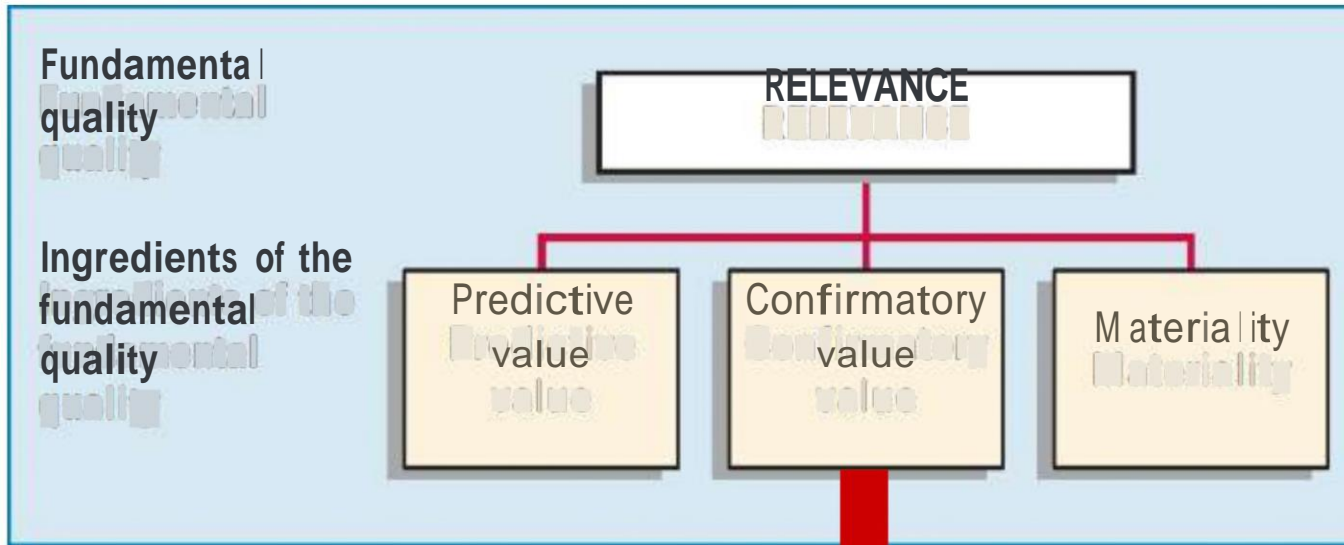 Fundamental
quality
RELEVANCE
Ingredients of the
fundamental
quality
Predictive
value
Confirmatory
value
Materiality